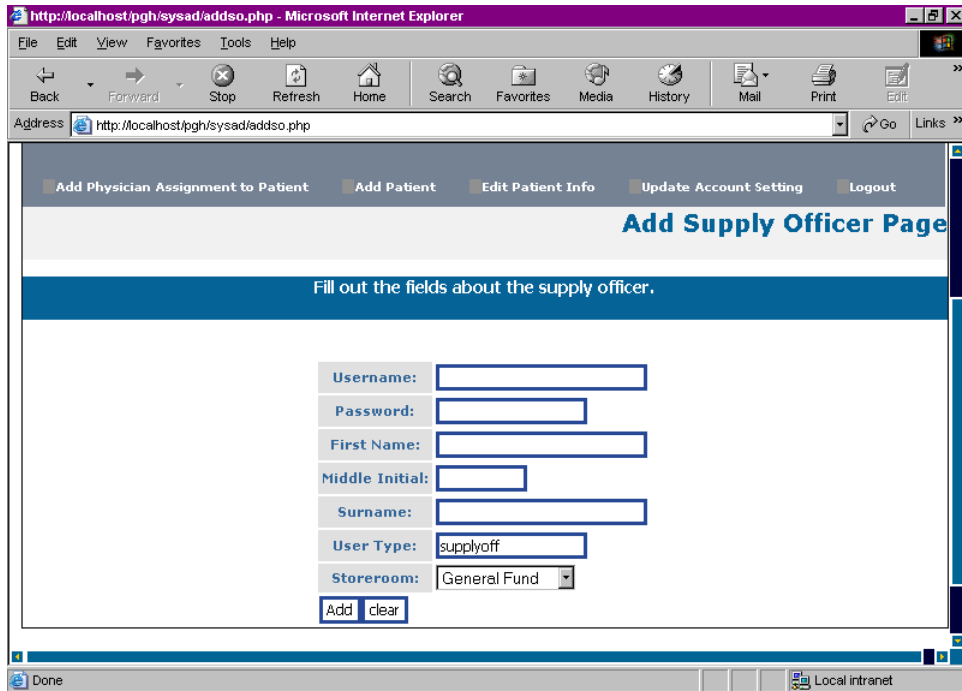 http://localhost/pgh/sysad/addso.php - Microsoft Internet Explorer
File Edit View Favorites Tools Help
Back Forward Stop Refresh Home Search Favorites Media History Mail Print Edit »
Address http://localhost/pgh/sysad/addso.php Go Links »
Add Physician Assignment to Patient Add Patient Edit Patient Info Update Account Setting Logout
Add Supply Officer Page
Fill out the fields about the supply officer.
Username:
Password:
First Name:
Middle Initial:
Surname:
User Type: supplyoff
Storeroom: General Fund
Add clear
Done Local intranet